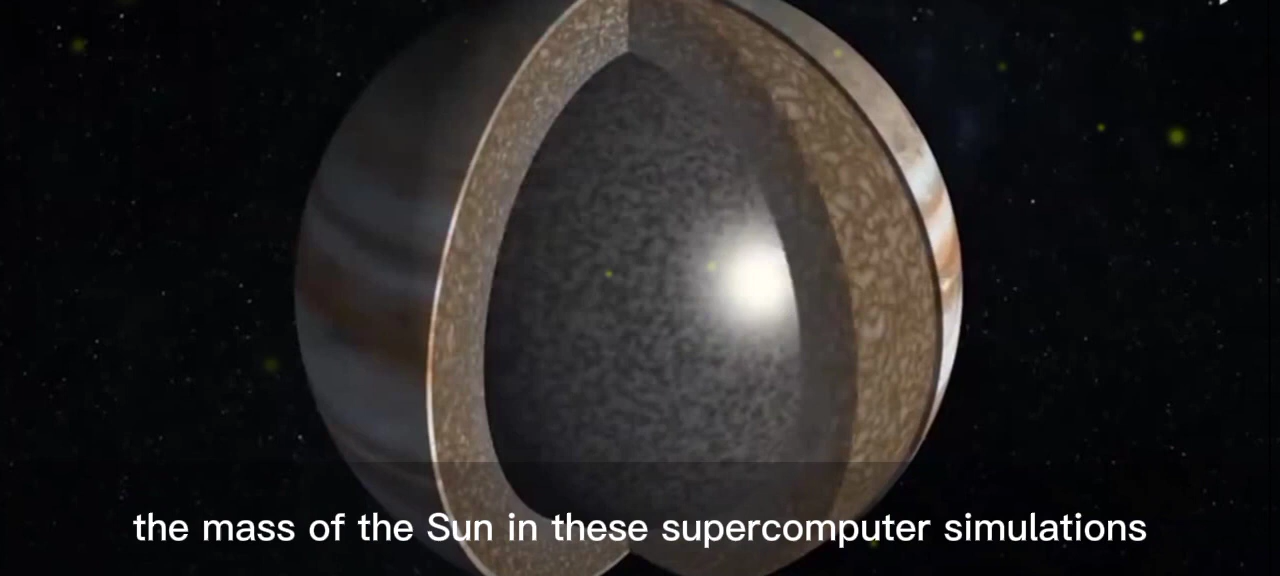 the mass of the Sun in these supercomputer simulations